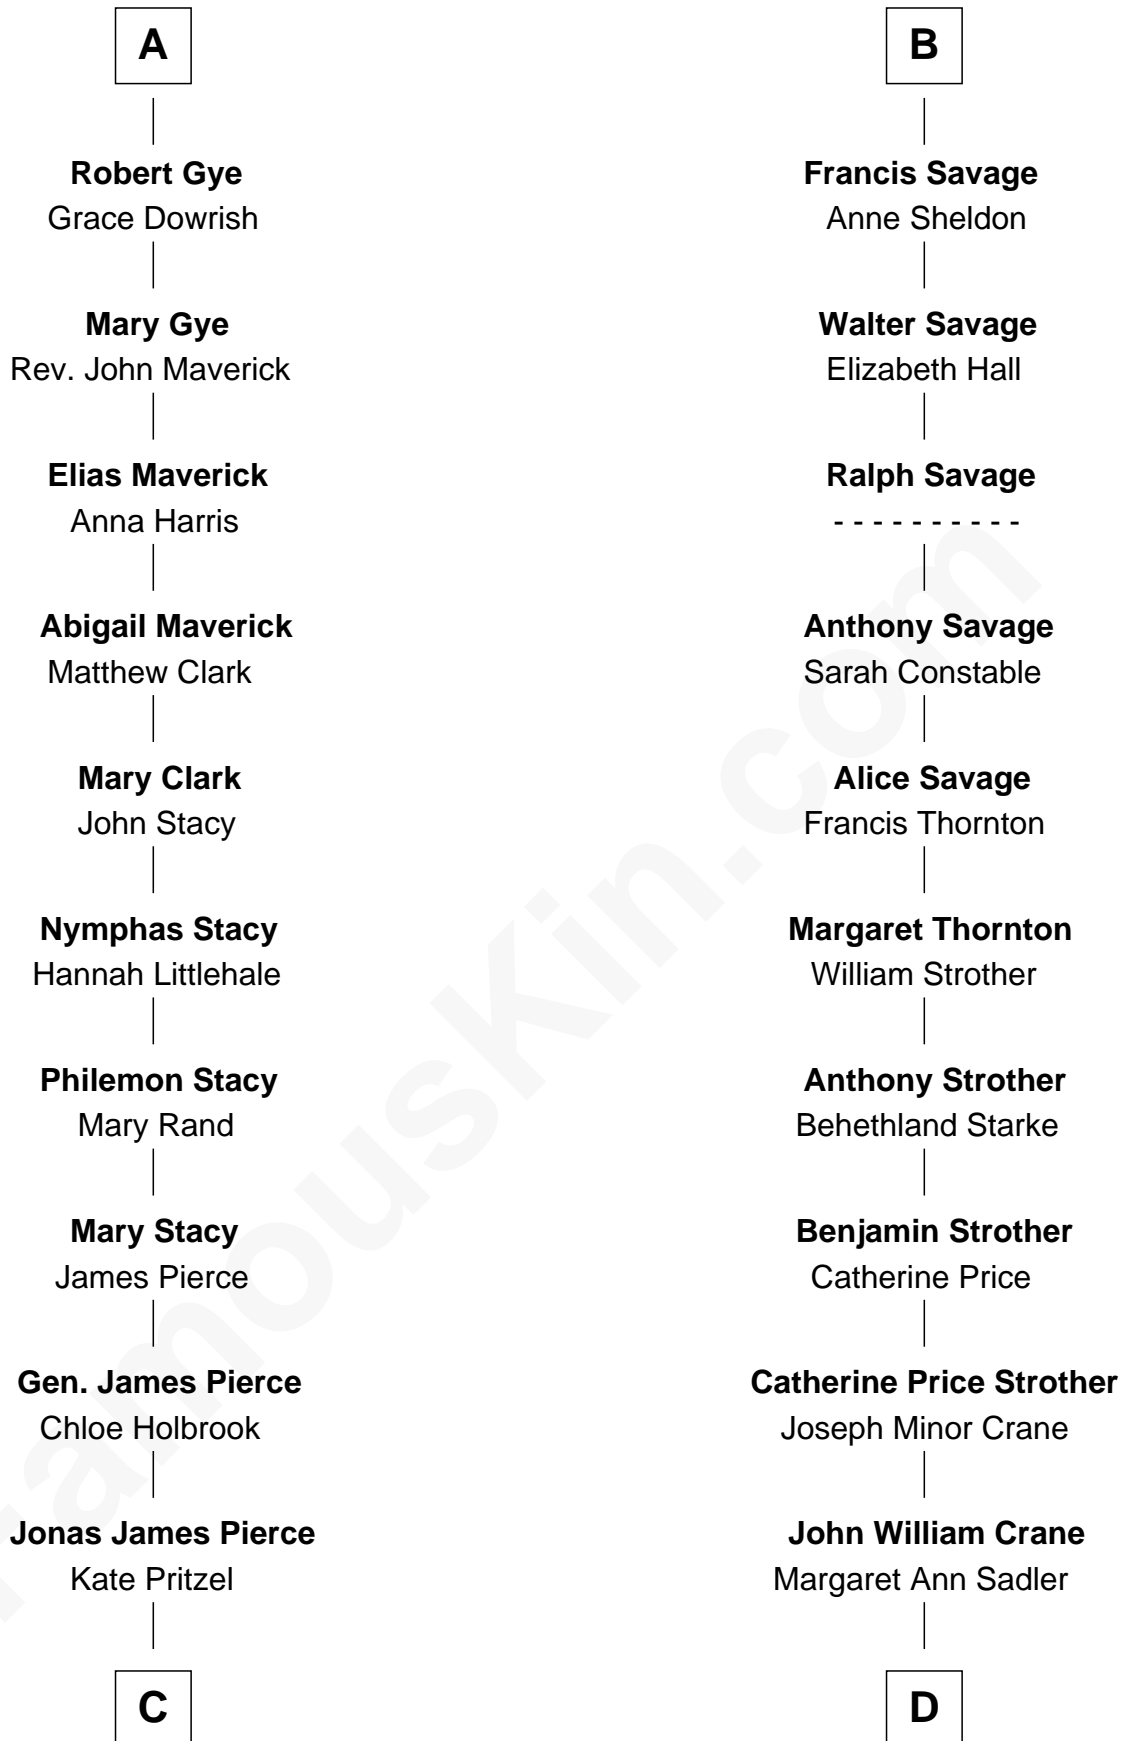 A
Robert Gye
Grace Dowrish
Mary Gye
Rev. John Maverick
Elias Maverick
Anna Harris
Abigail Maverick
Matthew Clark
Mary Clark
John Stacy
Nymphas Stacy
Hannah Littlehale
Philemon Stacy
Mary Rand
Mary Stacy
James Pierce
Gen. James Pierce
Chloe Holbrook
Jonas James Pierce
Kate Pritzel
C
B
Francis Savage
Anne Sheldon
Walter Savage
Elizabeth Hall
Ralph Savage
- - - - - - - - - -
Anthony Savage
Sarah Constable
Alice Savage
Francis Thornton
Margaret Thornton
William Strother
Anthony Strother
Behethland Starke
Benjamin Strother
Catherine Price
Catherine Price Strother
Joseph Minor Crane
John William Crane
Margaret Ann Sadler
D
FamousKin.com